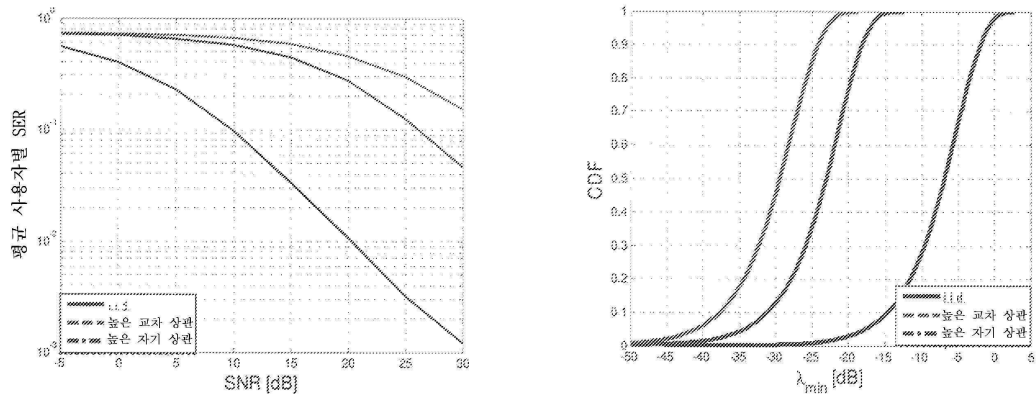 10⁰
10⁻¹
10⁻²
10⁻³
평균 사용자별 SER
-5 0 5 10 15 20 25 30
SNR [dB]
i.i.d.
높은 교차 상관
높은 자기 상관
1
0.9
0.8
0.7
0.6
0.5
0.4
0.3
0.2
0.1
0
CDF
-50 -45 -40 -35 -30 -25 -20 -15 -10 -5 0 5
λmin [dB]
i.i.d.
높은 교차 상관
높은 자기 상관